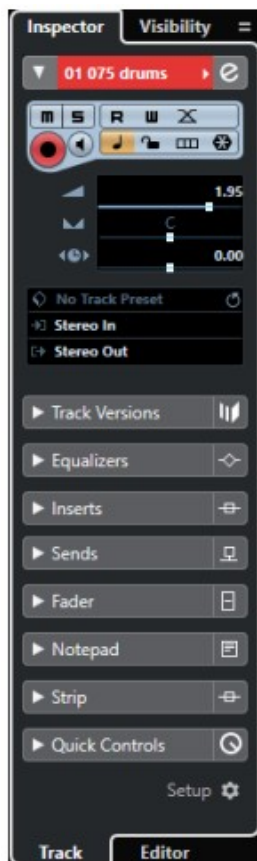 Inspector Visibility
01 075 drums
m S R W
1.95
C
0.00
No Track Preset
Stereo In
Stereo Out
Track Versions
Equalizers
Inserts
Sends
Fader
Notepad
Strip
Quick Controls
Setup
Track Editor